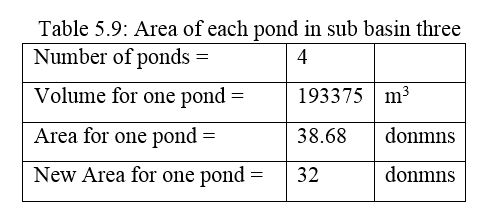 Table 5.9: Area of each pond in sub basin three
Number of ponds = 4
Volume for one pond = 193375 m³
Area for one pond = 38.68 donmns
New Area for one pond = 32 donmns